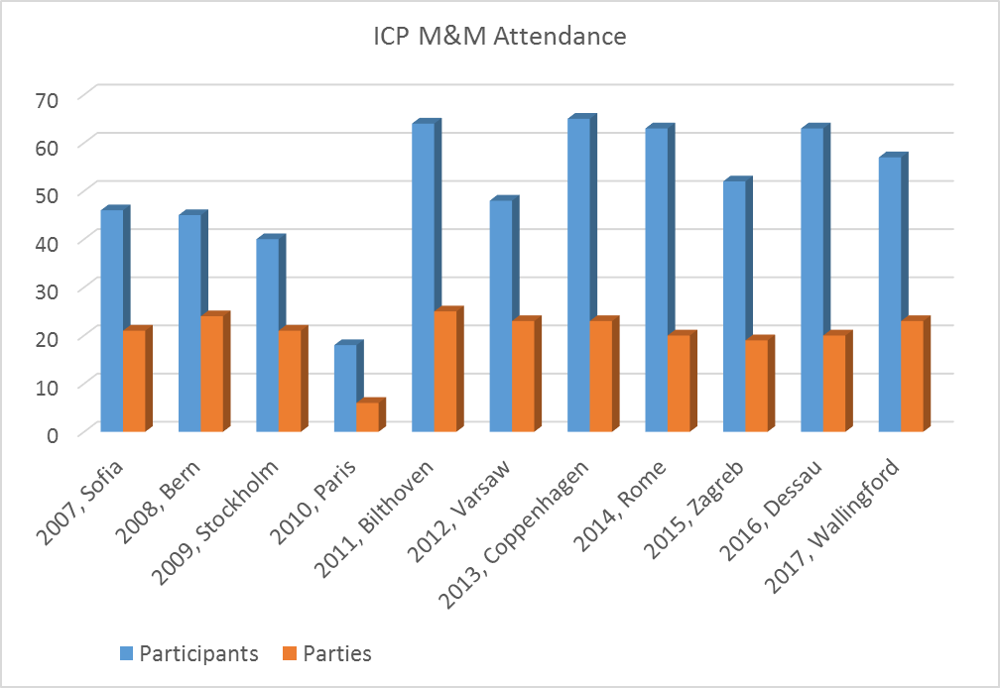 ICP M&M Attendance
70
60
50
40
30
20
10
0
2007, Sofia
2008, Bern
2009, Stockholm
2010, Paris
2011, Bilthoven
2012, Varsaw
2013, Coppenhagen
2014, Rome
2015, Zagreb
2016, Dessau
2017, Wallingford
Participants
Parties